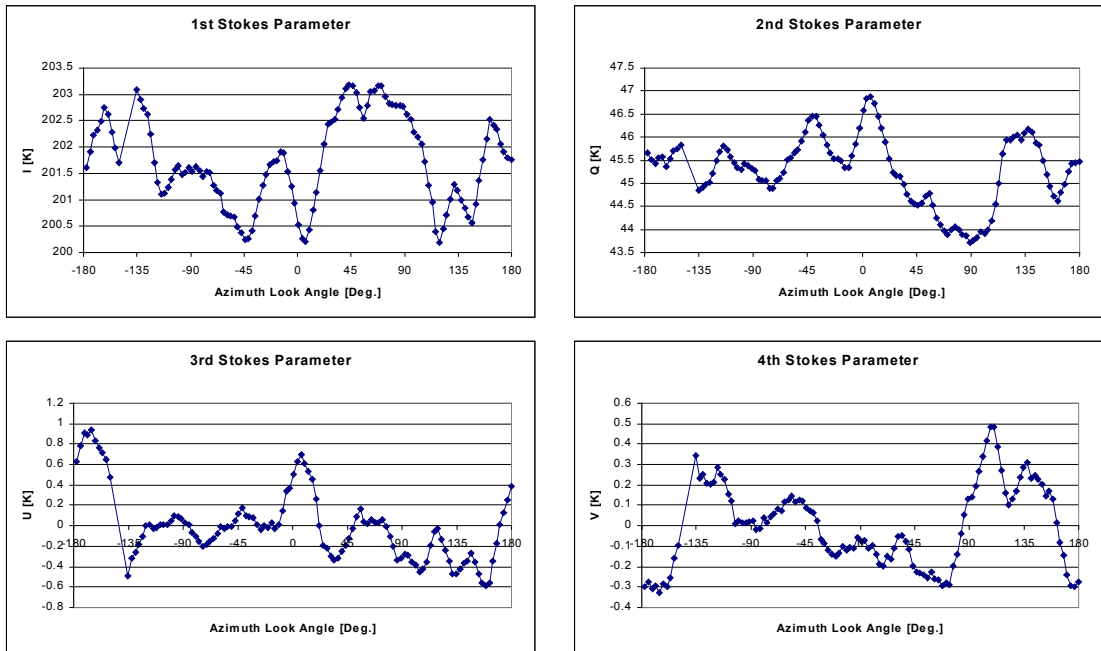 1st Stokes Parameter
203.5
203
202.5
202
201.5
201
200.5
200
I [K]
-180 -135 -90 -45 0 45 90 135 180
Azimuth Look Angle [Deg.]
2nd Stokes Parameter
47.5
47
46.5
46
45.5
45
44.5
44
43.5
Q [K]
-180 -135 -90 -45 0 45 90 135 180
Azimuth Look Angle [Deg.]
3rd Stokes Parameter
1.2
1
0.8
0.6
0.4
0.2
0
-0.2
-0.4
-0.6
-0.8
U [K]
-180 -135 -90 -45 0 45 90 135 180
Azimuth Look Angle [Deg.]
4th Stokes Parameter
0.6
0.5
0.4
0.3
0.2
0.1
0
-0.1
-0.2
-0.3
-0.4
V [K]
-180 -135 -90 -45 0 45 90 135 180
Azimuth Look Angle [Deg.]